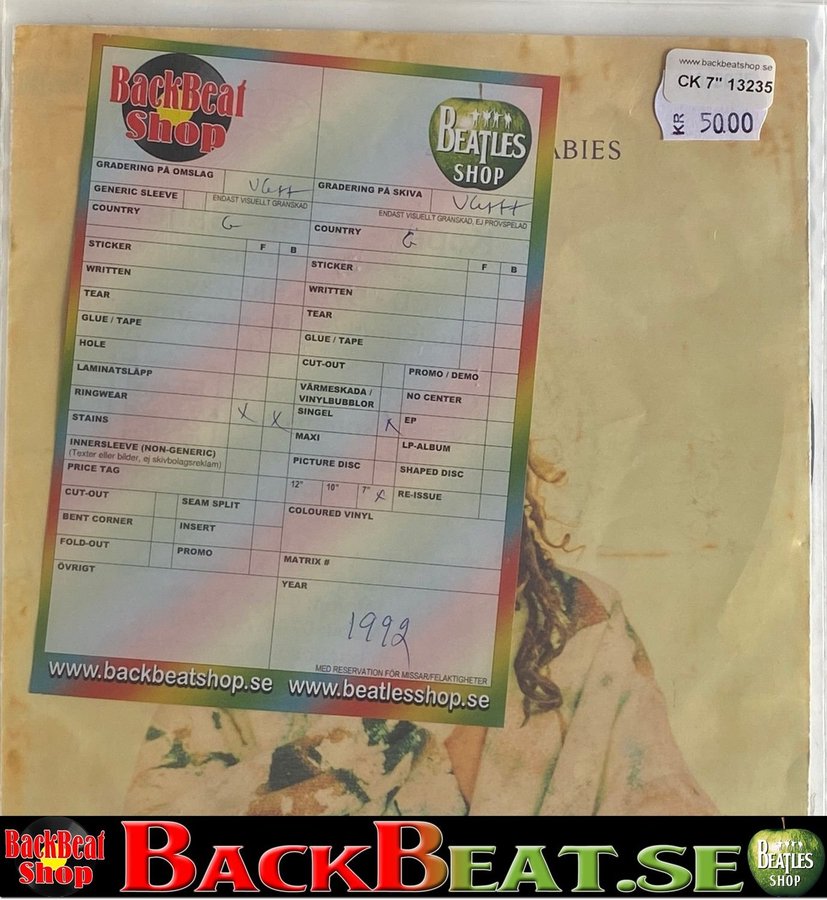 www.backbeatshop.se
CK 7" 13235
KR 50.00
ABIES
BackBeat
Shop
BEATLES
SHOP
GRADERING PÅ OMSLAG
VG++
GENERIC SLEEVE
ENDAST VISUELLT GRANSKAD
COUNTRY
G
F B
STICKER
WRITTEN
TEAR
GLUE / TAPE
HOLE
LAMINATSLÄPP
RINGWEAR
X X
STAINS
INNERSLEEVE (NON-GENERIC)
(Texter eller bilder, ej skivbolagsreklam)
PRICE TAG
CUT-OUT
SEAM SPLIT
BENT CORNER
INSERT
FOLD-OUT
PROMO
ÖVRIGT
GRADERING PÅ SKIVA
ENDAST VISUELLT GRANSKAD, EJ PROVSPELAD
COUNTRY
G
F B
STICKER
WRITTEN
TEAR
GLUE / TAPE
CUT-OUT
PROMO / DEMO
VÄRMESKADA /
VINYLBUBBLOR
NO CENTER
SINGEL
X
EP
MAXI
LP-ALBUM
PICTURE DISC
SHAPED DISC
12" 10" 7" X
RE-ISSUE
COLOURED VINYL
MATRIX #
YEAR
1992
MED RESERVATION FÖR MISSAR/FELAKTIGHETER
www.backbeatshop.se www.beatlesshop.se
BackBeat
Shop
BACKBEAT.SE
BEATLES
SHOP